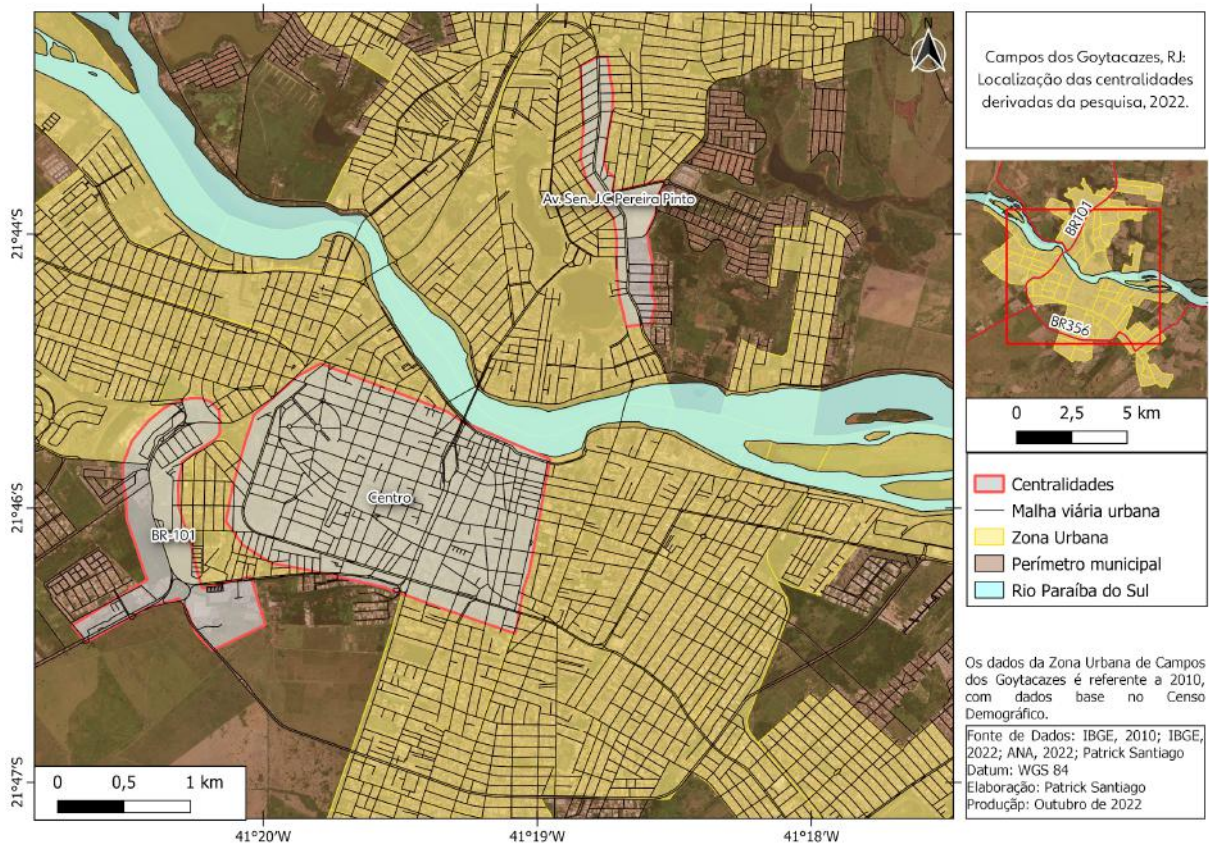 N
Av. Sen. J.C Pereira Pinto
Centro
BR-101
0 0,5 1 km
21°44'S
21°46'S
21°47'S
41°20'W 41°19'W 41°18'W
Campos dos Goytacazes, RJ:
Localização das centralidades
derivadas da pesquisa, 2022.
BR101
BR356
0 2,5 5 km
Centralidades
Malha viária urbana
Zona Urbana
Perímetro municipal
Rio Paraíba do Sul
Os dados da Zona Urbana de Campos
dos Goytacazes é referente a 2010,
com dados base no Censo
Demográfico.
Fonte de Dados: IBGE, 2010; IBGE,
2022; ANA, 2022; Patrick Santiago
Datum: WGS 84
Elaboração: Patrick Santiago
Produçãp: Outubro de 2022